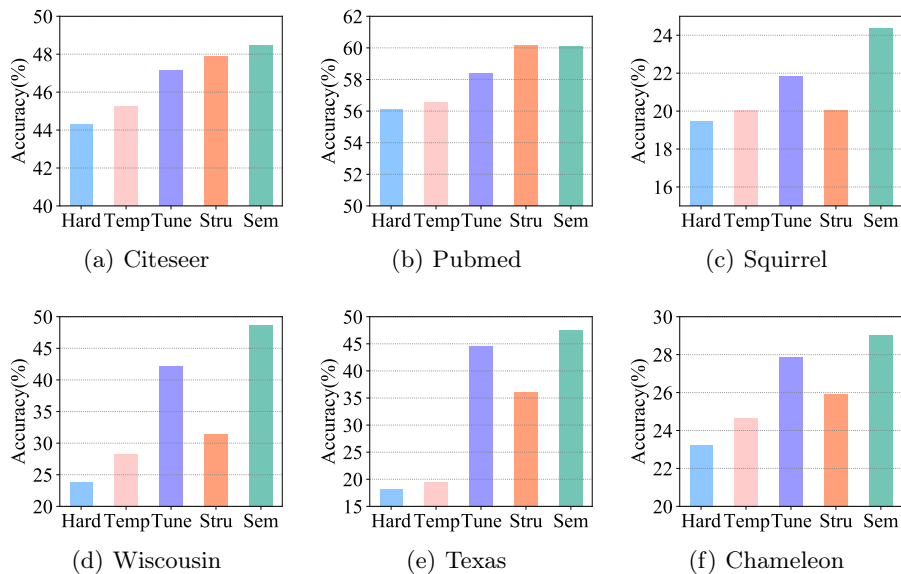 50
48
46
44
42
40
Accuracy(%)
Hard Temp Tune Stru Sem
(a) Citeseer
62
60
58
56
54
52
50
Accuracy(%)
Hard Temp Tune Stru Sem
(b) Pubmed
24
22
20
18
16
Accuracy(%)
Hard Temp Tune Stru Sem
(c) Squirrel
50
45
40
35
30
25
20
Accuracy(%)
Hard Temp Tune Stru Sem
(d) Wiscousin
50
45
40
35
30
25
20
15
Accuracy(%)
Hard Temp Tune Stru Sem
(e) Texas
30
28
26
24
22
20
Accuracy(%)
Hard Temp Tune Stru Sem
(f) Chameleon